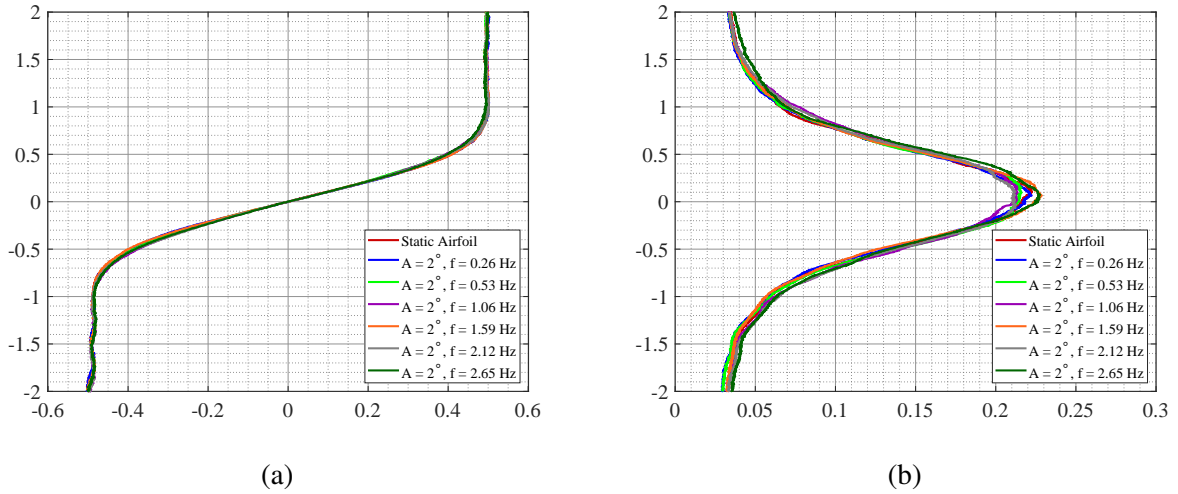 2
1.5
1
0.5
0
-0.5
-1
-1.5
-2
-0.6 -0.4 -0.2 0 0.2 0.4 0.6
Static Airfoil
A = 2°, f = 0.26 Hz
A = 2°, f = 0.53 Hz
A = 2°, f = 1.06 Hz
A = 2°, f = 1.59 Hz
A = 2°, f = 2.12 Hz
A = 2°, f = 2.65 Hz
(a)
2
1.5
1
0.5
0
-0.5
-1
-1.5
-2
0 0.05 0.1 0.15 0.2 0.25 0.3
Static Airfoil
A = 2°, f = 0.26 Hz
A = 2°, f = 0.53 Hz
A = 2°, f = 1.06 Hz
A = 2°, f = 1.59 Hz
A = 2°, f = 2.12 Hz
A = 2°, f = 2.65 Hz
(b)